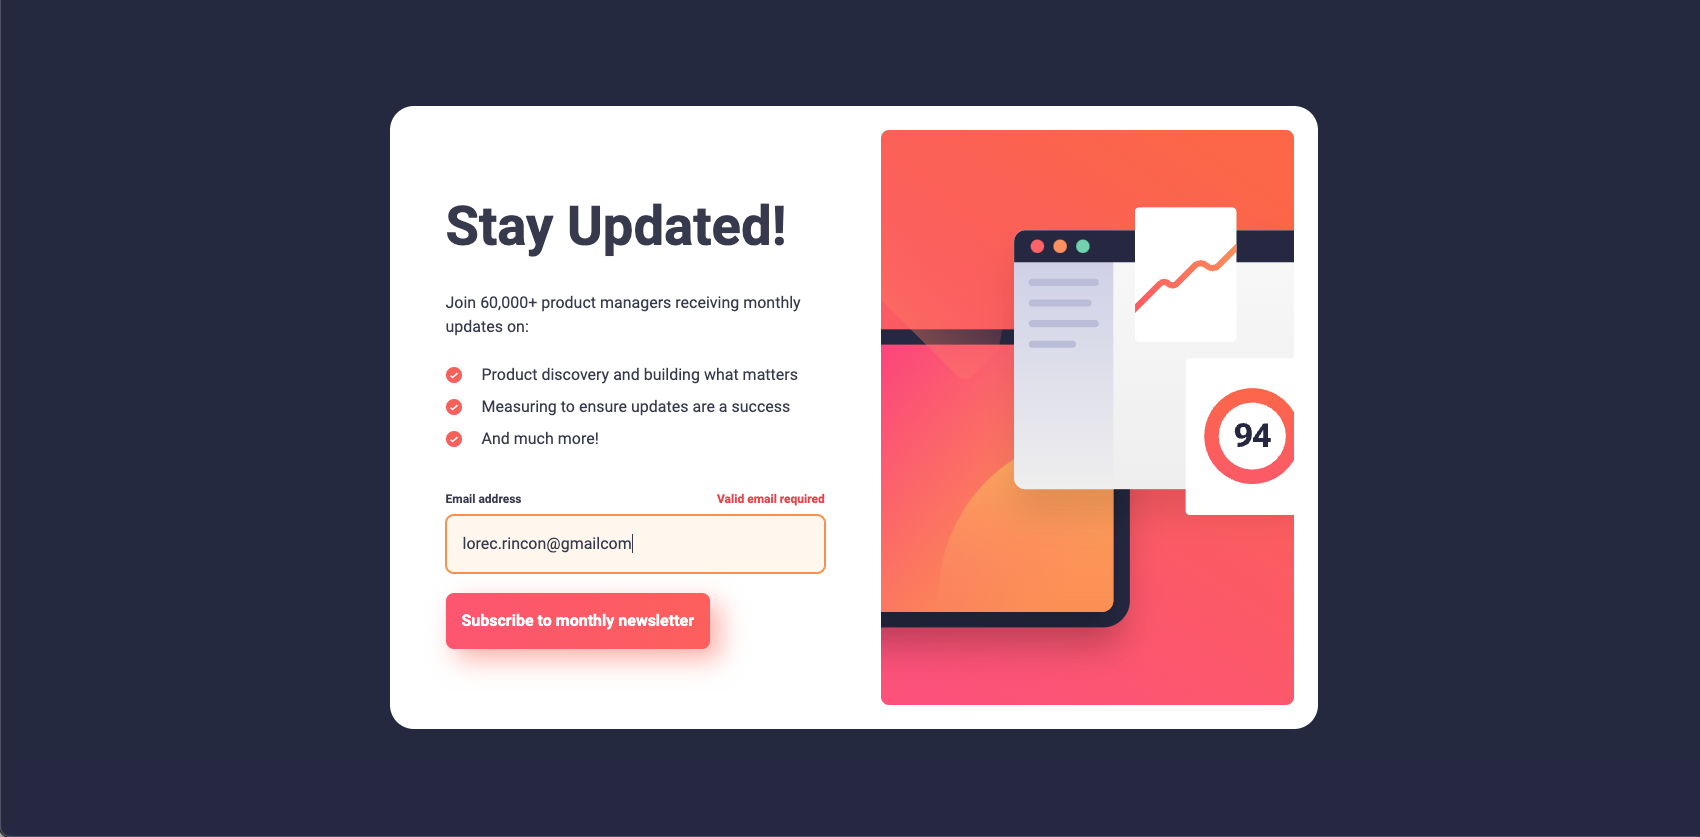 Stay Updated!
Join 60,000+ product managers receiving monthly
updates on:
Product discovery and building what matters
Measuring to ensure updates are a success
And much more!
Email address
Valid email required
lorec.rincon@gmailcom
Subscribe to monthly newsletter
94